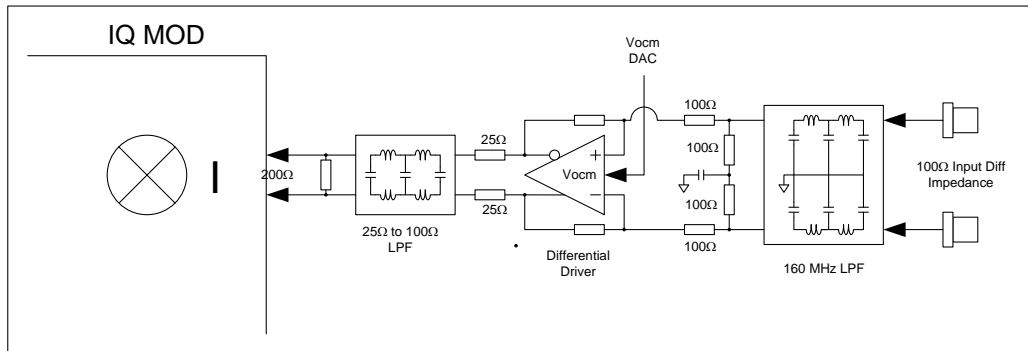 IQ MOD
I
200Ω
25Ω to 100Ω
LPF
25Ω
25Ω
Vocm
DAC
+
Vocm
−
Differential
Driver
100Ω
100Ω
100Ω
100Ω
160 MHz LPF
100Ω Input Diff
Impedance